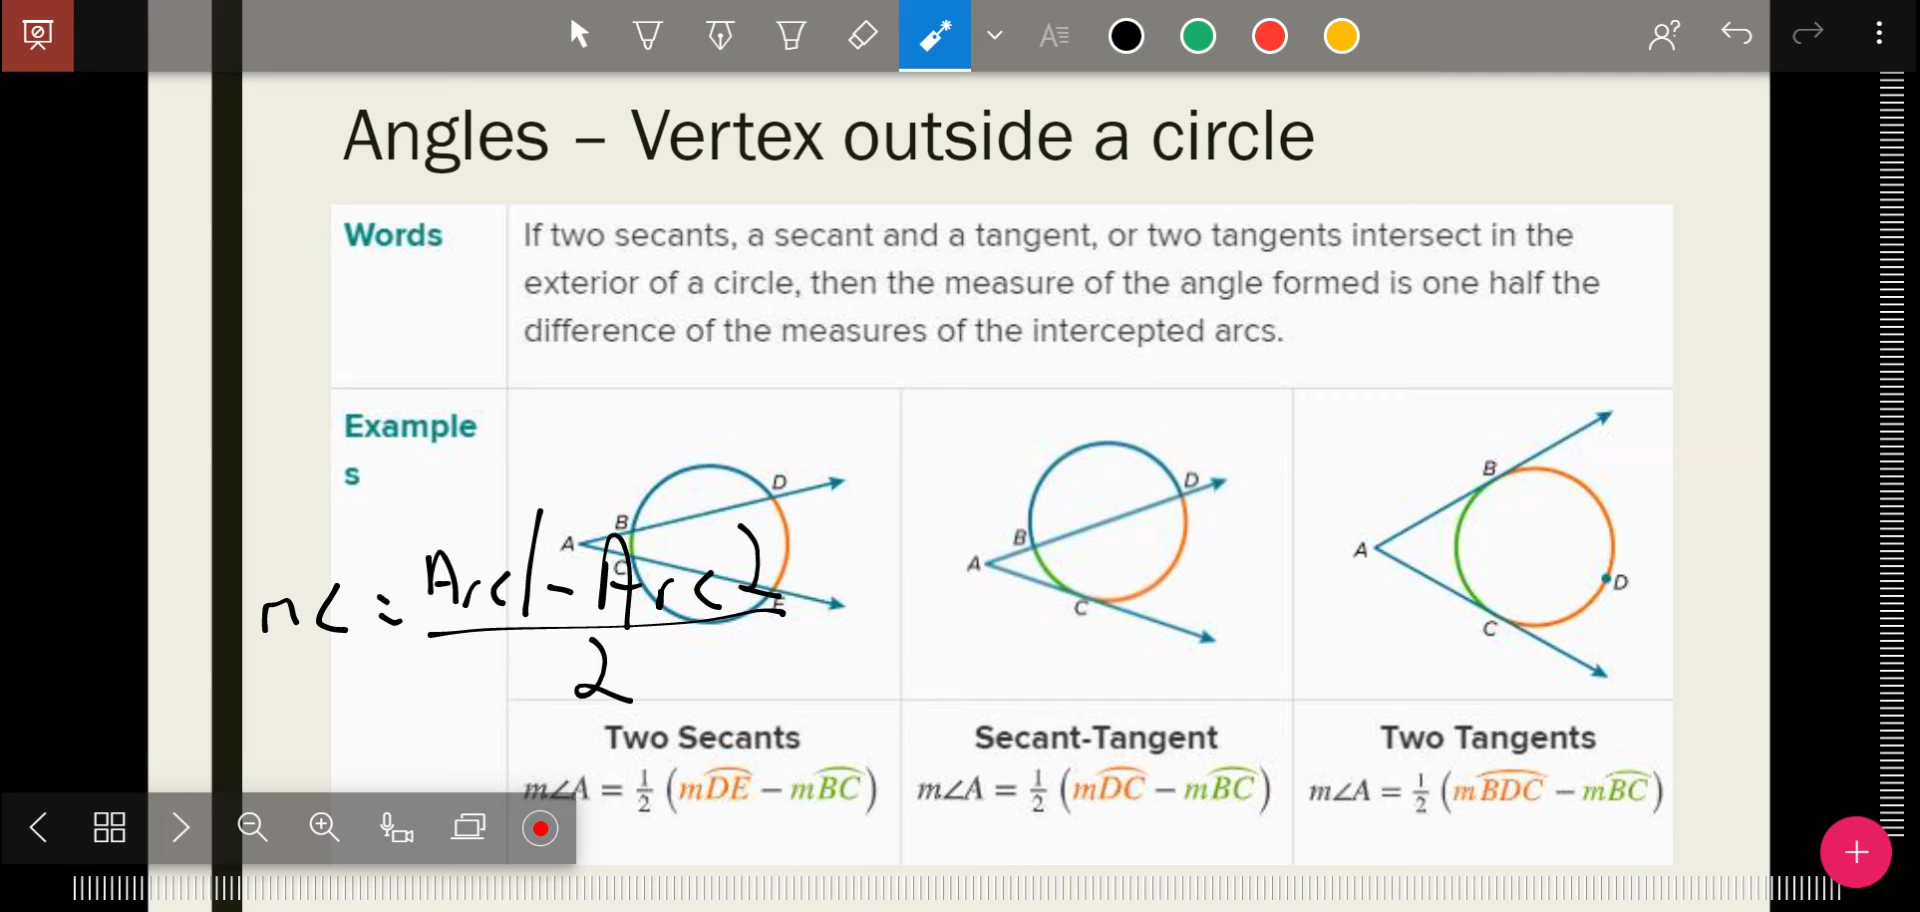 Angles – Vertex outside a circle
Words
If two secants, a secant and a tangent, or two tangents intersect in the
exterior of a circle, then the measure of the angle formed is one half the
difference of the measures of the intercepted arcs.
Example
s
A B C D E
A B C D
A B C D
m< = Arc1 - Arc2
2
Two Secants
m∠A = 1/2 (mDE⌢ − mBC⌢)
Secant-Tangent
m∠A = 1/2 (mDC⌢ − mBC⌢)
Two Tangents
m∠A = 1/2 (mBDC⌢ − mBC⌢)